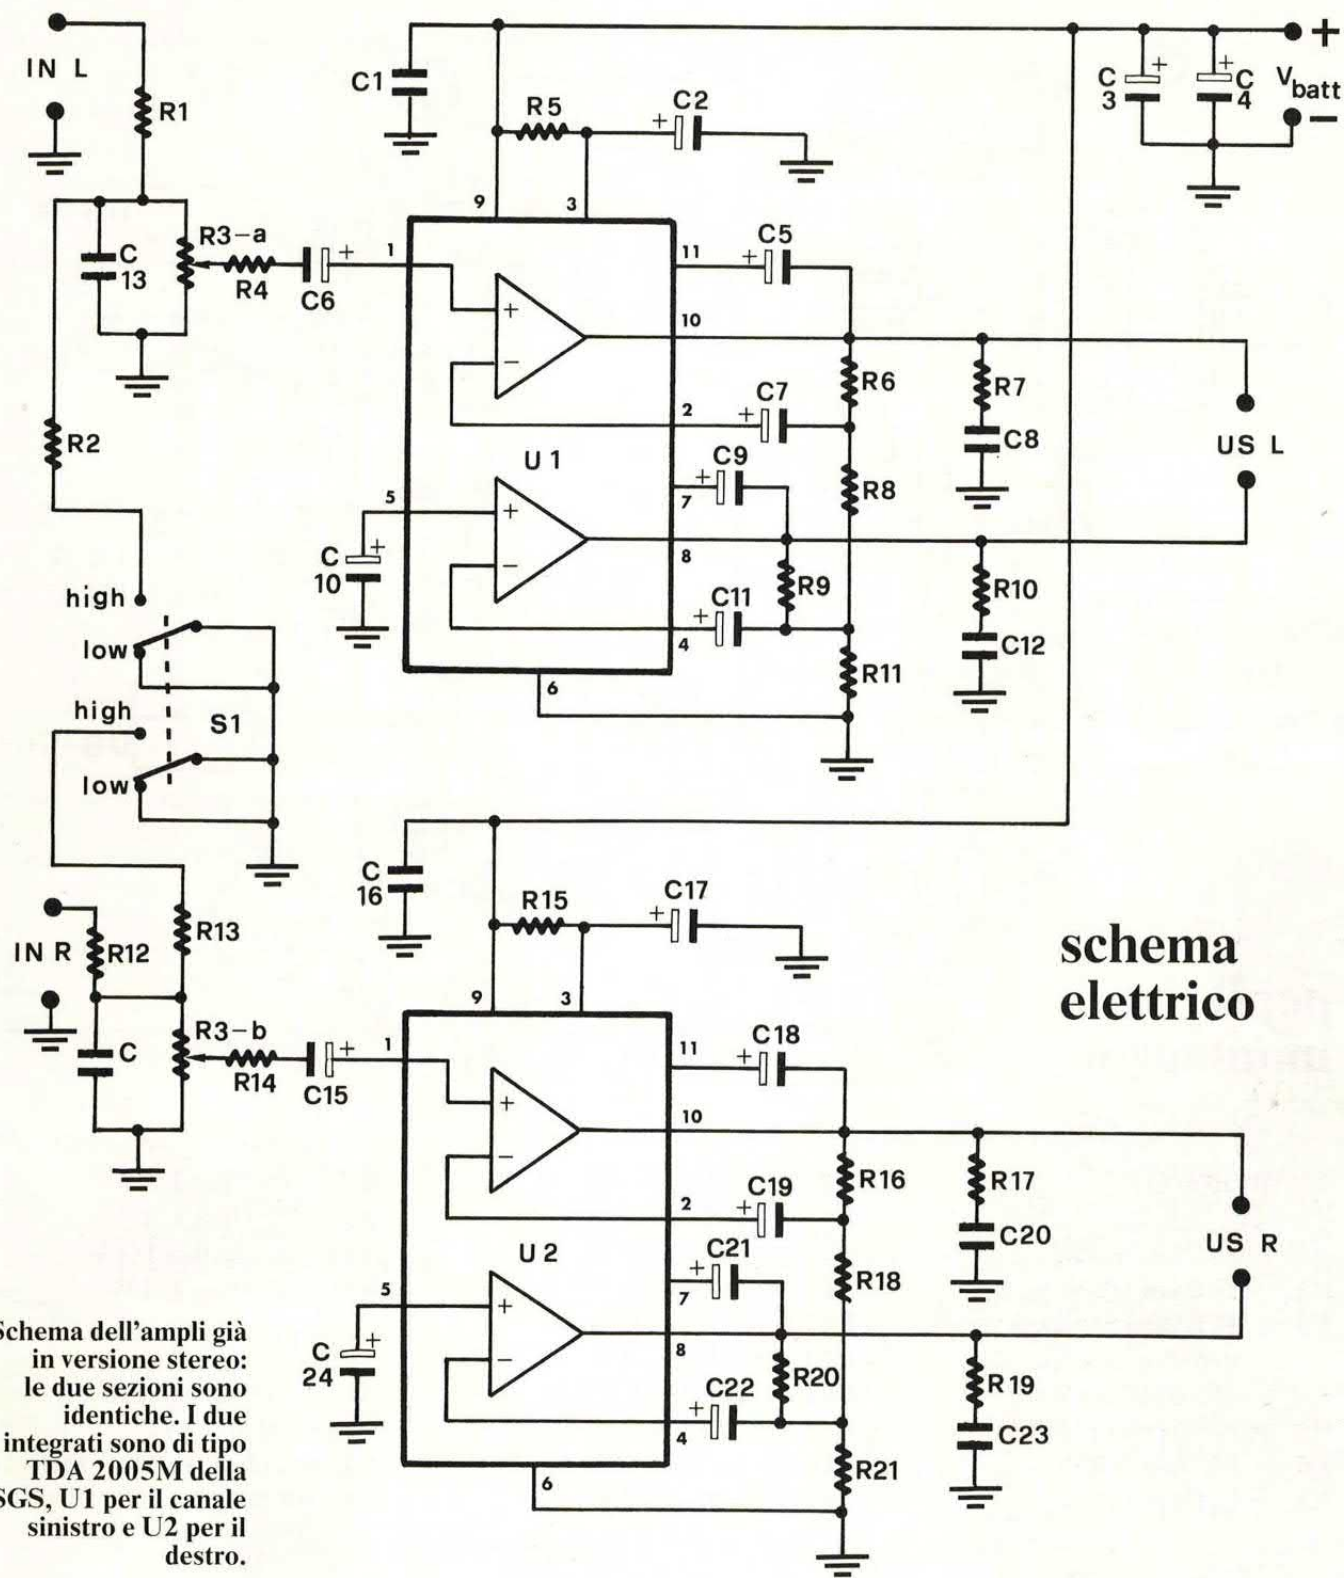 IN L
R1
C1
R5
C2
+
C
3
+
C
4
+
+
V batt
−
9
3
R3-a
C
13
R4
C6
+
1
11
+
C5
+
10
−
R6
R7
2
+
C7
C8
US L
R2
U 1
C9
+
7
R8
5
+
8
C
10
+
−
R9
R10
high
low
C11
+
4
C12
R11
6
high
S1
low
C
16
R15
C17
+
R13
IN R
R12
schema
elettrico
9
3
R3-b
C
R14
C15
+
1
11
+
C18
+
10
−
R16
R17
2
+
C19
C20
US R
U 2
C21
+
7
R18
5
+
8
C
24
+
−
R20
R19
C22
+
4
C23
R21
6
Schema dell'ampli già
in versione stereo:
le due sezioni sono
identiche. I due
integrati sono di tipo
TDA 2005M della
SGS, U1 per il canale
sinistro e U2 per il
destro.